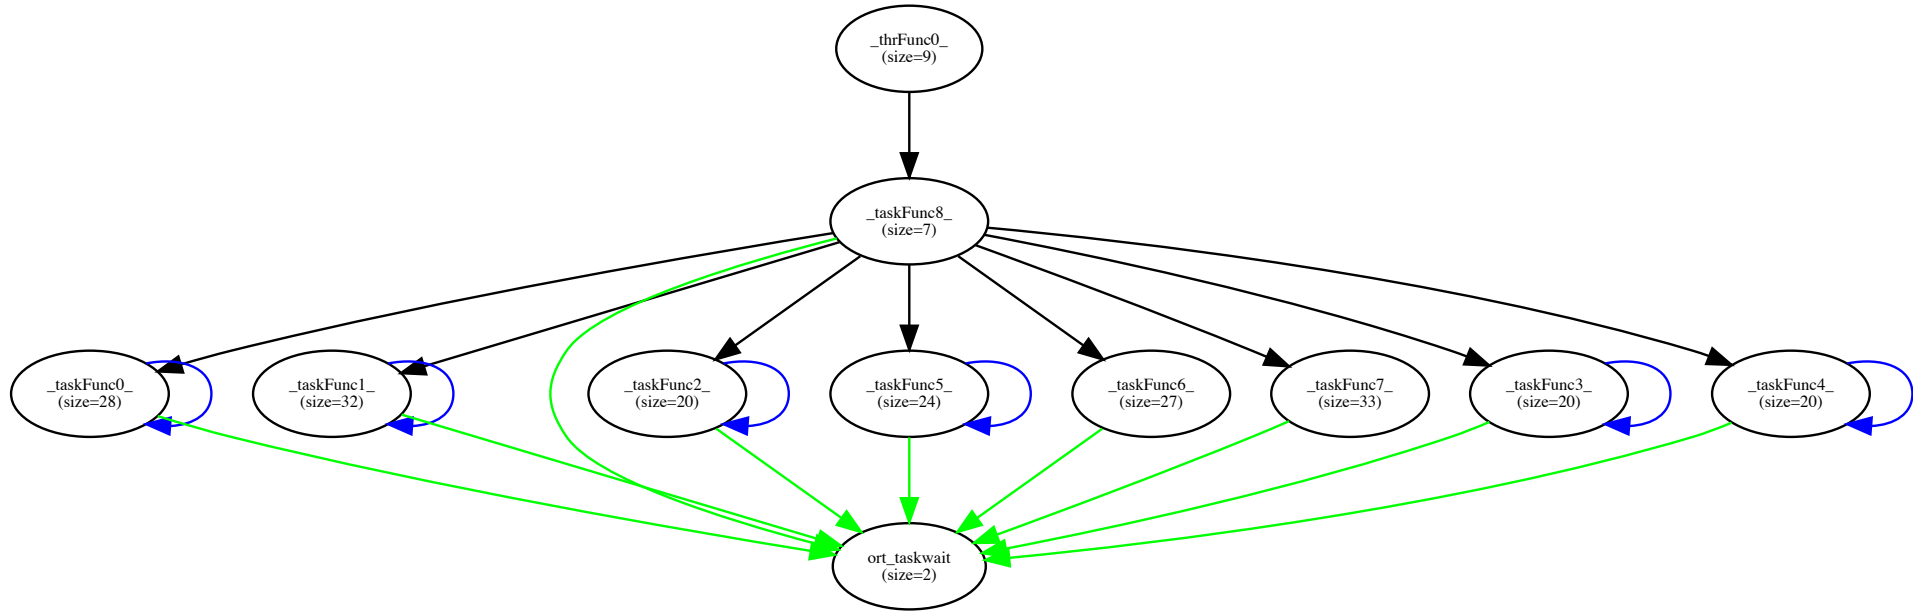 _thrFunc0_
(size=9)
_taskFunc8_
(size=7)
_taskFunc0_
(size=28)
_taskFunc1_
(size=32)
_taskFunc2_
(size=20)
_taskFunc5_
(size=24)
_taskFunc6_
(size=27)
_taskFunc7_
(size=33)
_taskFunc3_
(size=20)
_taskFunc4_
(size=20)
ort_taskwait
(size=2)